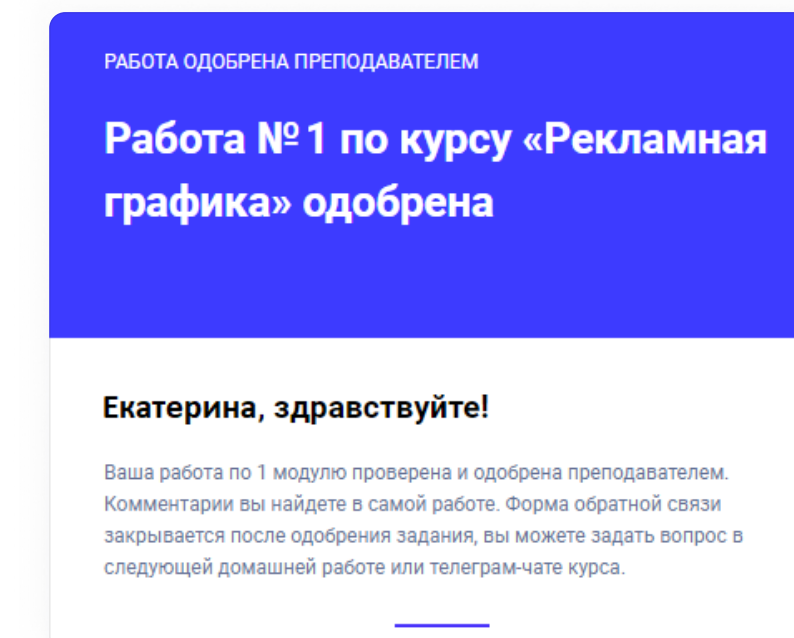 РАБОТА ОДОБРЕНА ПРЕПОДАВАТЕЛЕМ
Работа № 1 по курсу «Рекламная
графика» одобрена
Екатерина, здравствуйте!
Ваша работа по 1 модулю проверена и одобрена преподавателем.
Комментарии вы найдете в самой работе. Форма обратной связи
закрывается после одобрения задания, вы можете задать вопрос в
следующей домашней работе или телеграм-чате курса.